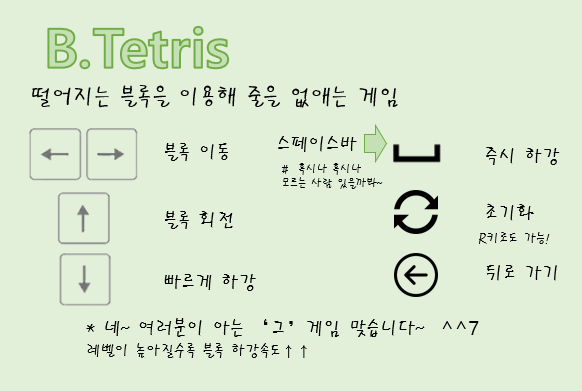 B.Tetris
떨어지는 블록을 이용해 줄을 없애는 게임
← → 블록 이동
스페이스바 즉시 하강
# 혹시나 혹시나
모르는 사람 있을까봐~
↑ 블록 회전
초기화
R키로도 가능!
↓ 빠르게 하강
뒤로 가기
* 네~ 여러분이 아는 ‘그’ 게임 맞습니다~ ^^7
레벨이 높아질수록 블록 하강속도↑↑